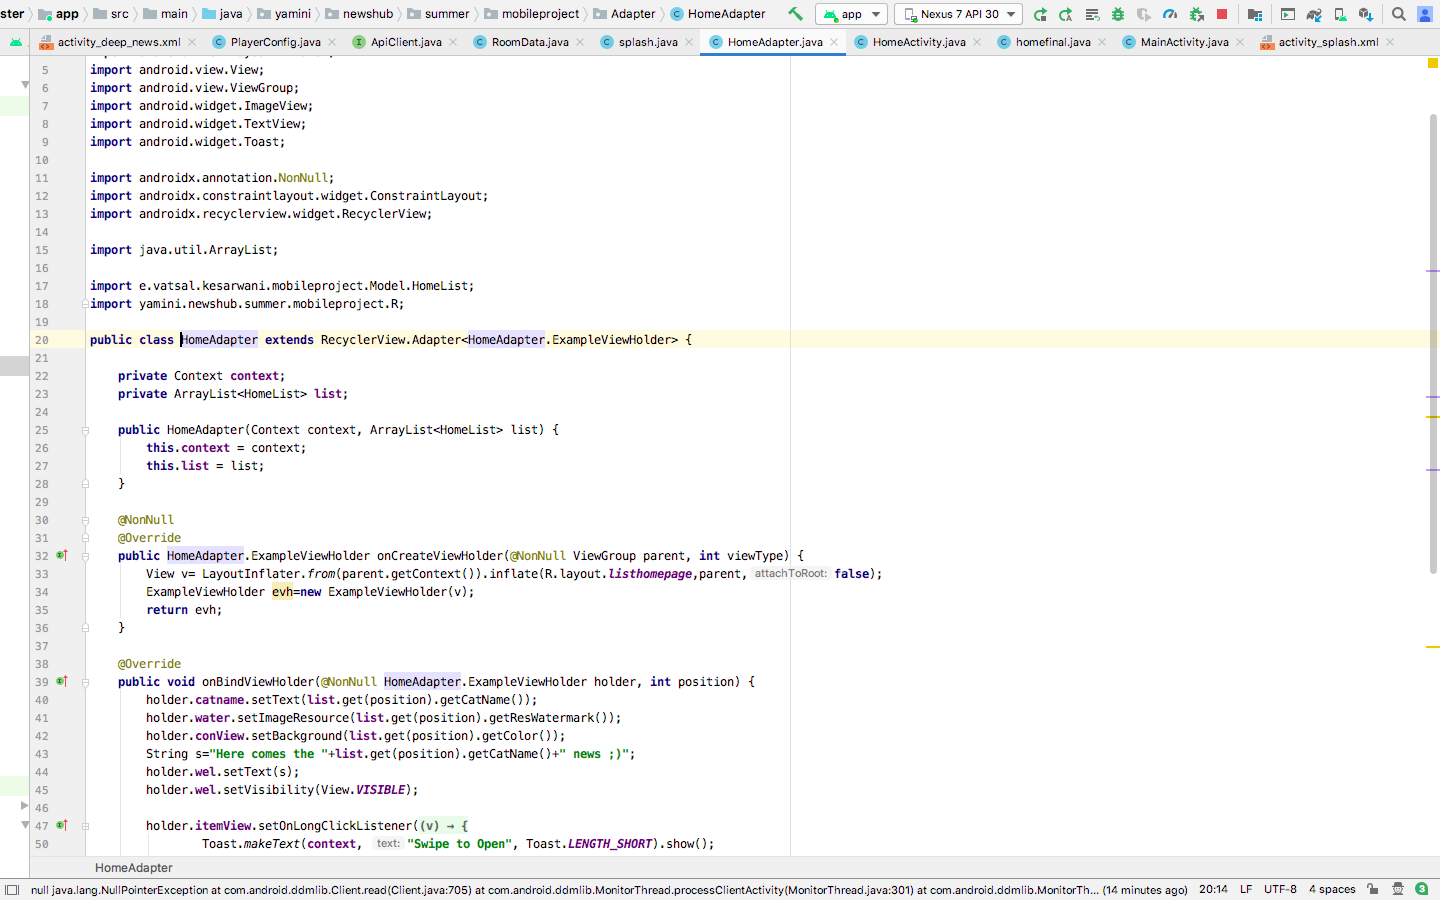 ster app src main java yamini newshub summer mobileproject Adapter HomeAdapter app Nexus 7 API 30
activity_deep_news.xml PlayerConfig.java ApiClient.java RoomData.java splash.java HomeAdapter.java HomeActivity.java homefinal.java MainActivity.java activity_splash.xml
5 import android.view.View;
6 import android.view.ViewGroup;
7 import android.widget.ImageView;
8 import android.widget.TextView;
9 import android.widget.Toast;
10
11 import androidx.annotation.NonNull;
12 import androidx.constraintlayout.widget.ConstraintLayout;
13 import androidx.recyclerview.widget.RecyclerView;
14
15 import java.util.ArrayList;
16
17 import e.vatsal.kesarwani.mobileproject.Model.HomeList;
18 import yamini.newshub.summer.mobileproject.R;
19
20 public class HomeAdapter extends RecyclerView.Adapter<HomeAdapter.ExampleViewHolder> {
21
22 private Context context;
23 private ArrayList<HomeList> list;
24
25 public HomeAdapter(Context context, ArrayList<HomeList> list) {
26 this.context = context;
27 this.list = list;
28 }
29
30 @NonNull
31 @Override
32 public HomeAdapter.ExampleViewHolder onCreateViewHolder(@NonNull ViewGroup parent, int viewType) {
33 View v= LayoutInflater.from(parent.getContext()).inflate(R.layout.listhomepage,parent, attachToRoot: false);
34 ExampleViewHolder evh=new ExampleViewHolder(v);
35 return evh;
36 }
37
38 @Override
39 public void onBindViewHolder(@NonNull HomeAdapter.ExampleViewHolder holder, int position) {
40 holder.catname.setText(list.get(position).getCatName());
41 holder.water.setImageResource(list.get(position).getResWatermark());
42 holder.conView.setBackground(list.get(position).getColor());
43 String s="Here comes the "+list.get(position).getCatName()+" news ;)";
44 holder.wel.setText(s);
45 holder.wel.setVisibility(View.VISIBLE);
46
47 holder.itemView.setOnLongClickListener((v) → {
50 Toast.makeText(context, text: "Swipe to Open", Toast.LENGTH_SHORT).show();
HomeAdapter
null java.lang.NullPointerException at com.android.ddmlib.Client.read(Client.java:705) at com.android.ddmlib.MonitorThread.processClientActivity(MonitorThread.java:301) at com.android.ddmlib.MonitorTh... (14 minutes ago) 20:14 LF UTF-8 4 spaces 3